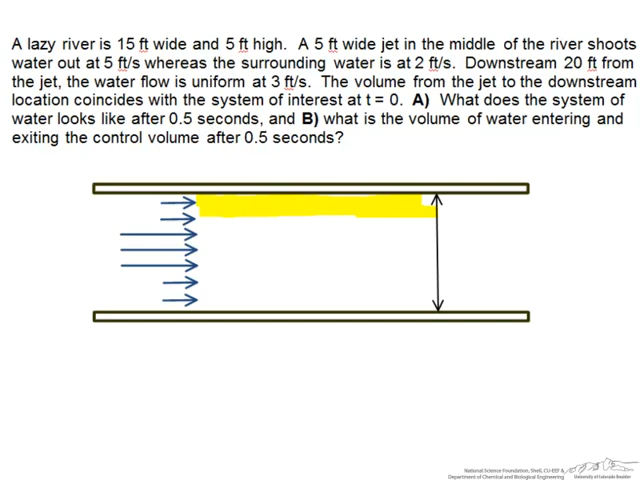 A lazy river is 15 ft wide and 5 ft high.  A 5 ft wide jet in the middle of the river shoots
water out at 5 ft/s whereas the surrounding water is at 2 ft/s.  Downstream 20 ft from
the jet, the water flow is uniform at 3 ft/s.  The volume from the jet to the downstream
location coincides with the system of interest at t = 0.  A)  What does the system of
water looks like after 0.5 seconds, and B) what is the volume of water entering and
exiting the control volume after 0.5 seconds?
National Science Foundation, Shell, CU-EEF &
Department of Chemical and Biological Engineering
University of Colorado Boulder